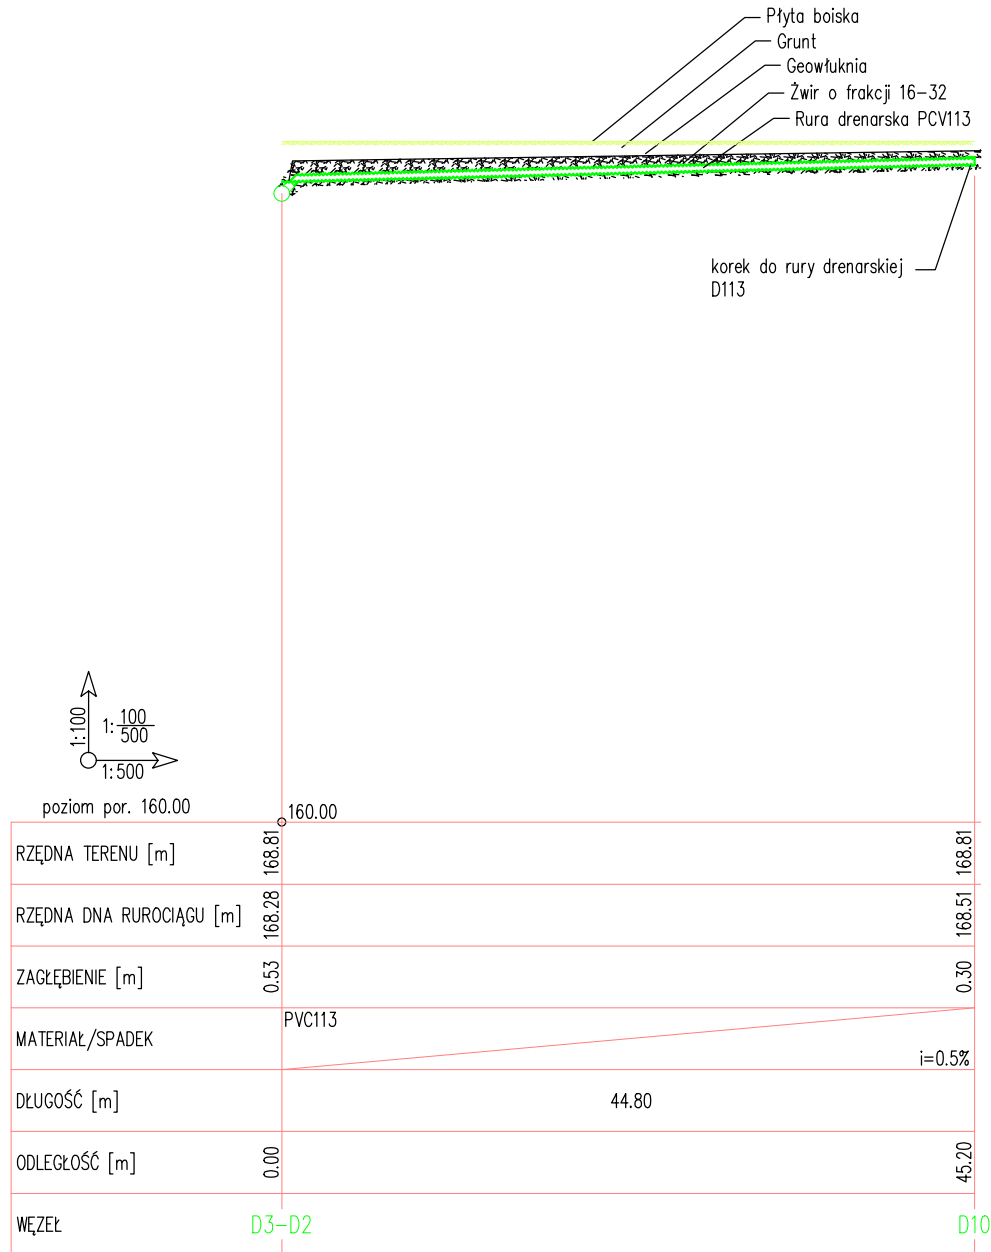 Płyta boiska
Grunt
Geowłuknia
Żwir o frakcji 16-32
Rura drenarska PCV113
korek do rury drenarskiej
D113
1:100
1: 100
500
1:500
poziom por. 160.00
160.00
RZĘDNA TERENU [m] 168.81 168.81
RZĘDNA DNA RUROCIĄGU [m] 168.28 168.51
ZAGŁĘBIENIE [m] 0.53 0.30
MATERIAŁ/SPADEK PVC113 i=0.5%
DŁUGOŚĆ [m] 44.80
ODLEGŁOŚĆ [m] 0.00 45.20
WĘZEŁ D3-D2 D10